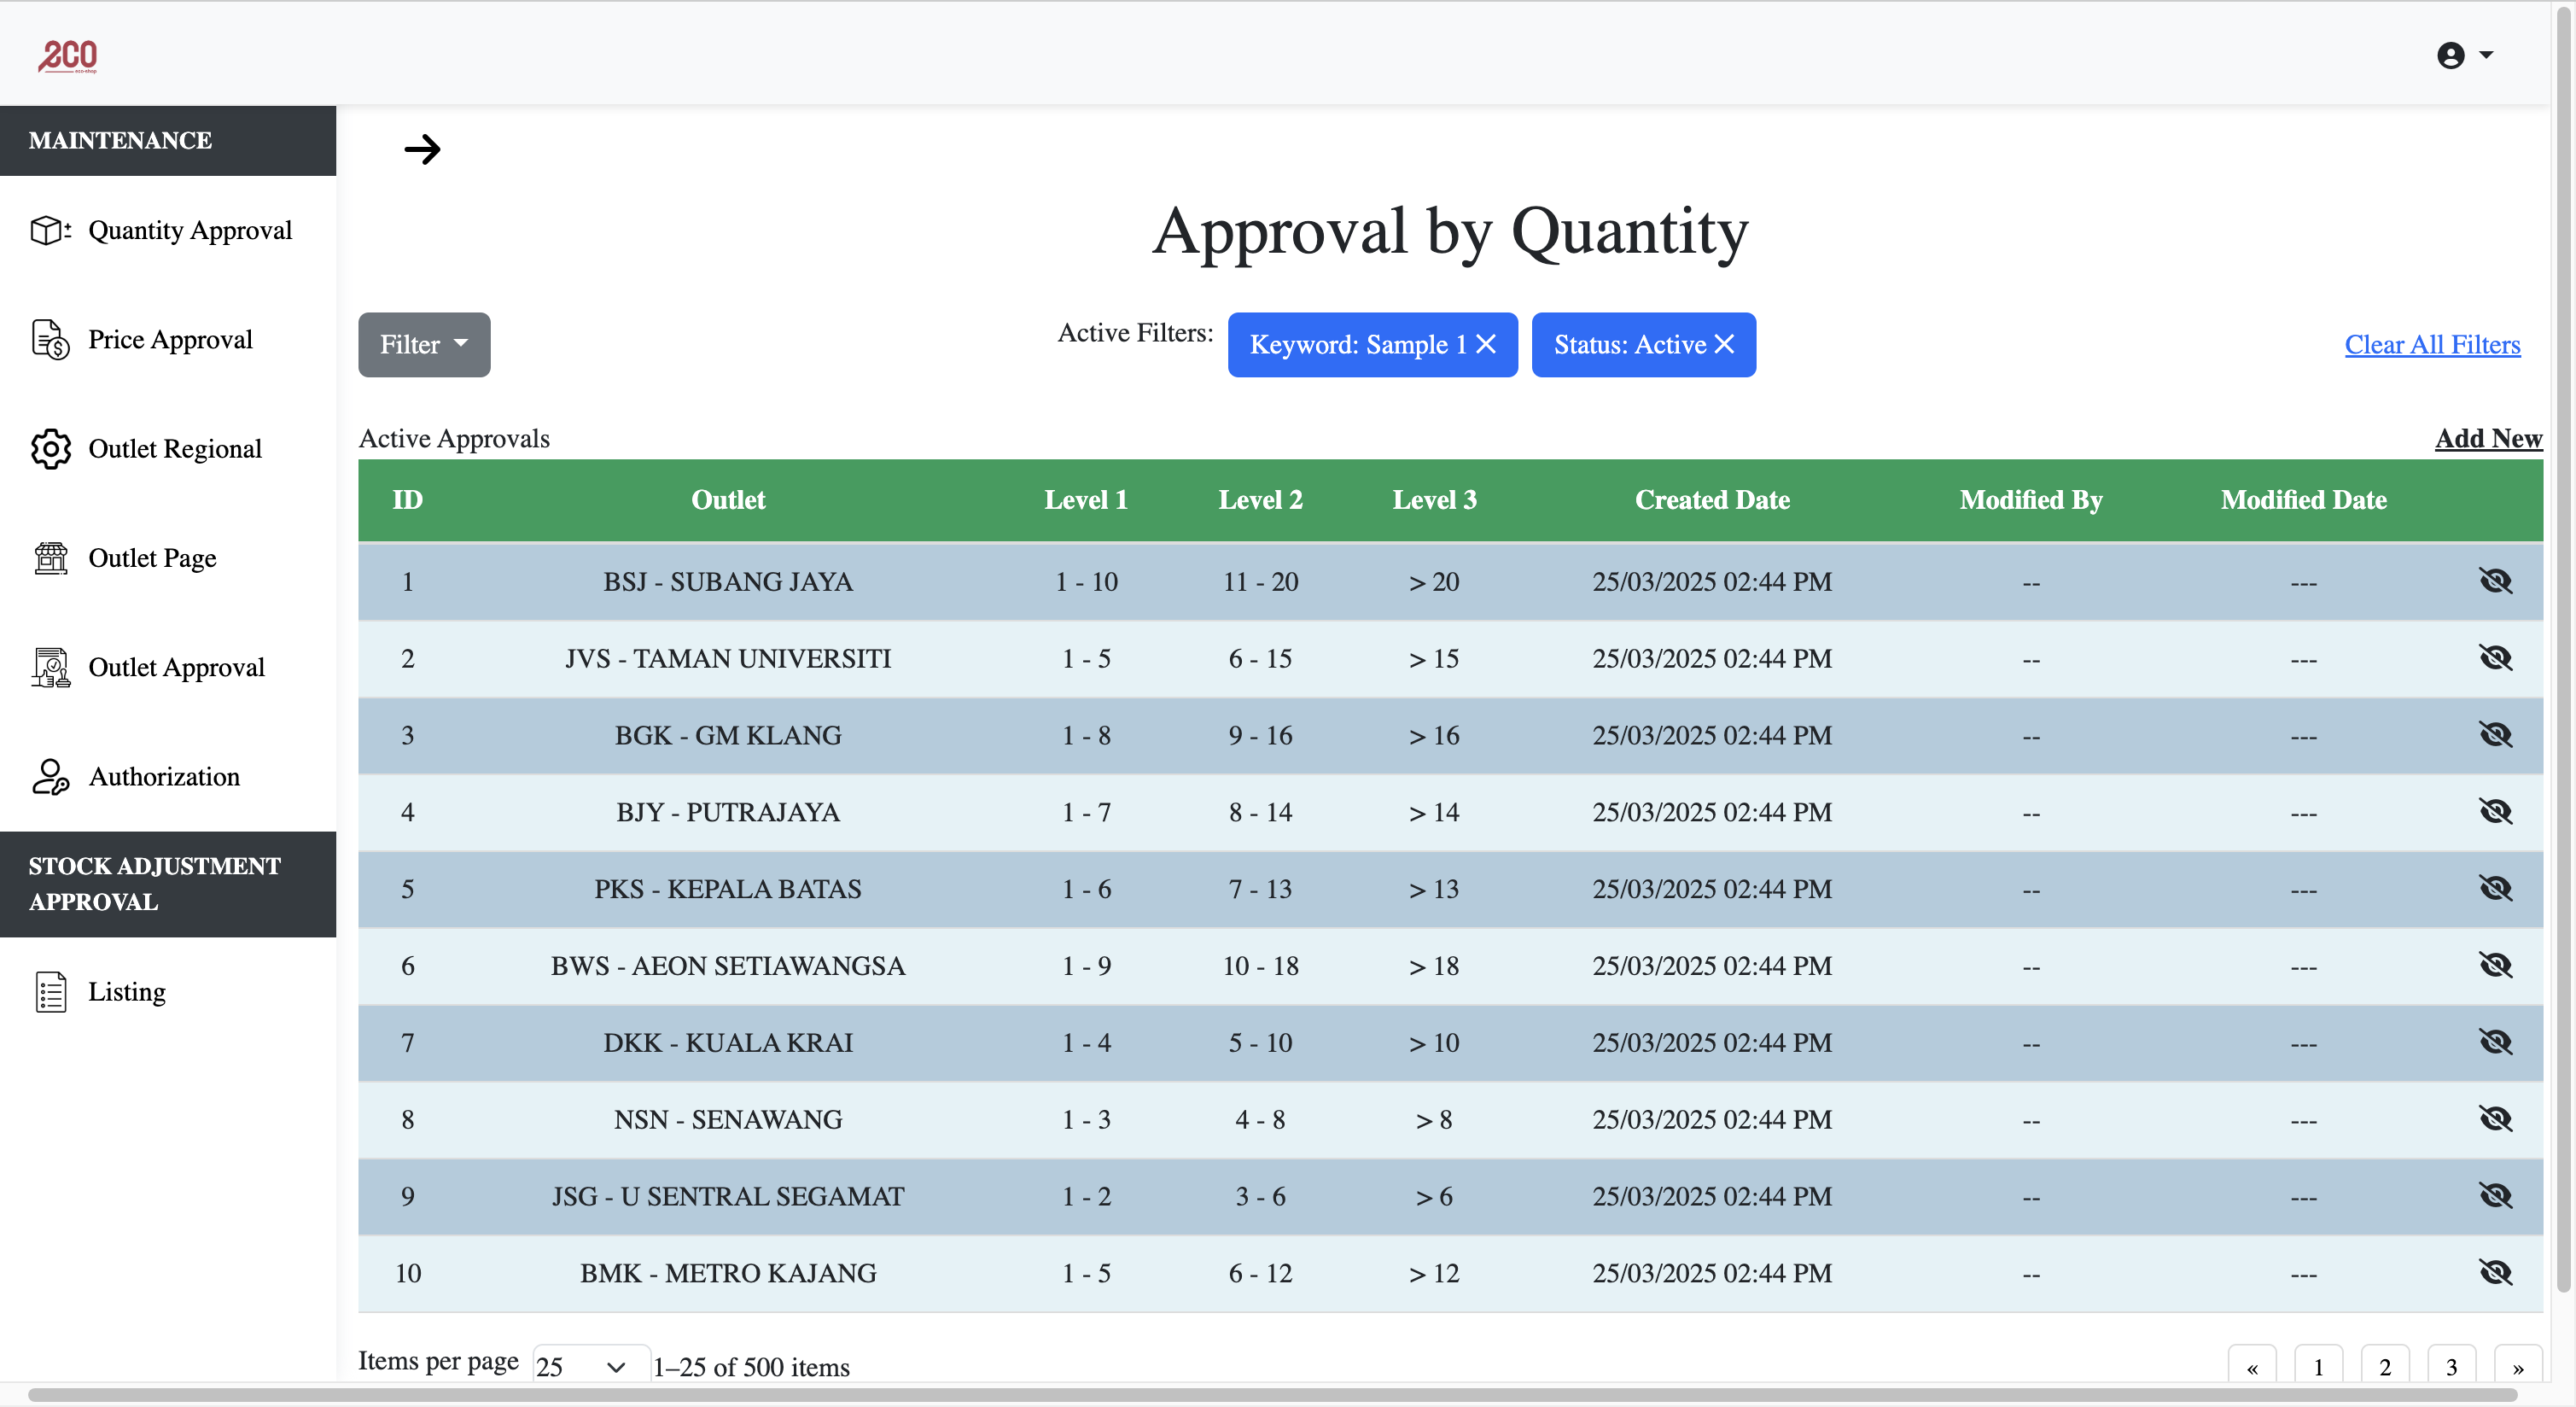 eco
eco-shop
MAINTENANCE
Quantity Approval
Price Approval
Outlet Regional
Outlet Page
Outlet Approval
Authorization
STOCK ADJUSTMENT
APPROVAL
Listing
Approval by Quantity
Filter
Active Filters: Keyword: Sample 1 Status: Active
Clear All Filters
Active Approvals
Add New
ID Outlet Level 1 Level 2 Level 3 Created Date Modified By Modified Date
1 BSJ - SUBANG JAYA 1 - 10 11 - 20 > 20 25/03/2025 02:44 PM -- ---
2 JVS - TAMAN UNIVERSITI 1 - 5 6 - 15 > 15 25/03/2025 02:44 PM -- ---
3 BGK - GM KLANG 1 - 8 9 - 16 > 16 25/03/2025 02:44 PM -- ---
4 BJY - PUTRAJAYA 1 - 7 8 - 14 > 14 25/03/2025 02:44 PM -- ---
5 PKS - KEPALA BATAS 1 - 6 7 - 13 > 13 25/03/2025 02:44 PM -- ---
6 BWS - AEON SETIAWANGSA 1 - 9 10 - 18 > 18 25/03/2025 02:44 PM -- ---
7 DKK - KUALA KRAI 1 - 4 5 - 10 > 10 25/03/2025 02:44 PM -- ---
8 NSN - SENAWANG 1 - 3 4 - 8 > 8 25/03/2025 02:44 PM -- ---
9 JSG - U SENTRAL SEGAMAT 1 - 2 3 - 6 > 6 25/03/2025 02:44 PM -- ---
10 BMK - METRO KAJANG 1 - 5 6 - 12 > 12 25/03/2025 02:44 PM -- ---
Items per page 25 1–25 of 500 items
« 1 2 3 »